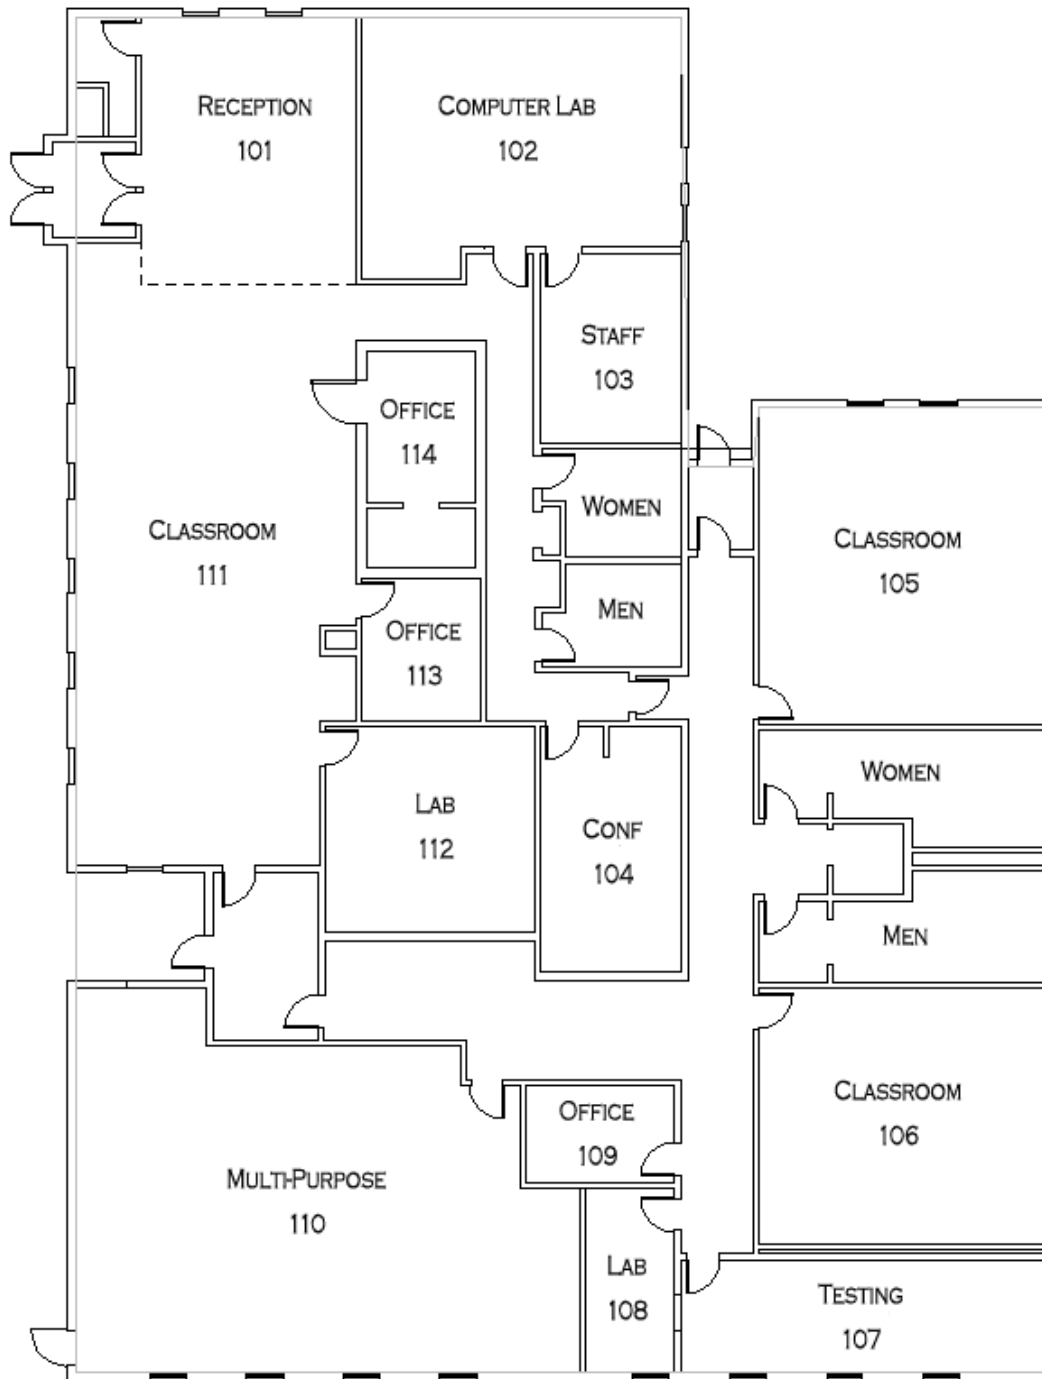 Reception
101
Computer Lab
102
Staff
103
Office
114
Women
Classroom
111
Classroom
105
Men
Office
113
Women
Lab
112
Conf
104
Men
Classroom
106
Office
109
Multi-Purpose
110
Lab
108
Testing
107